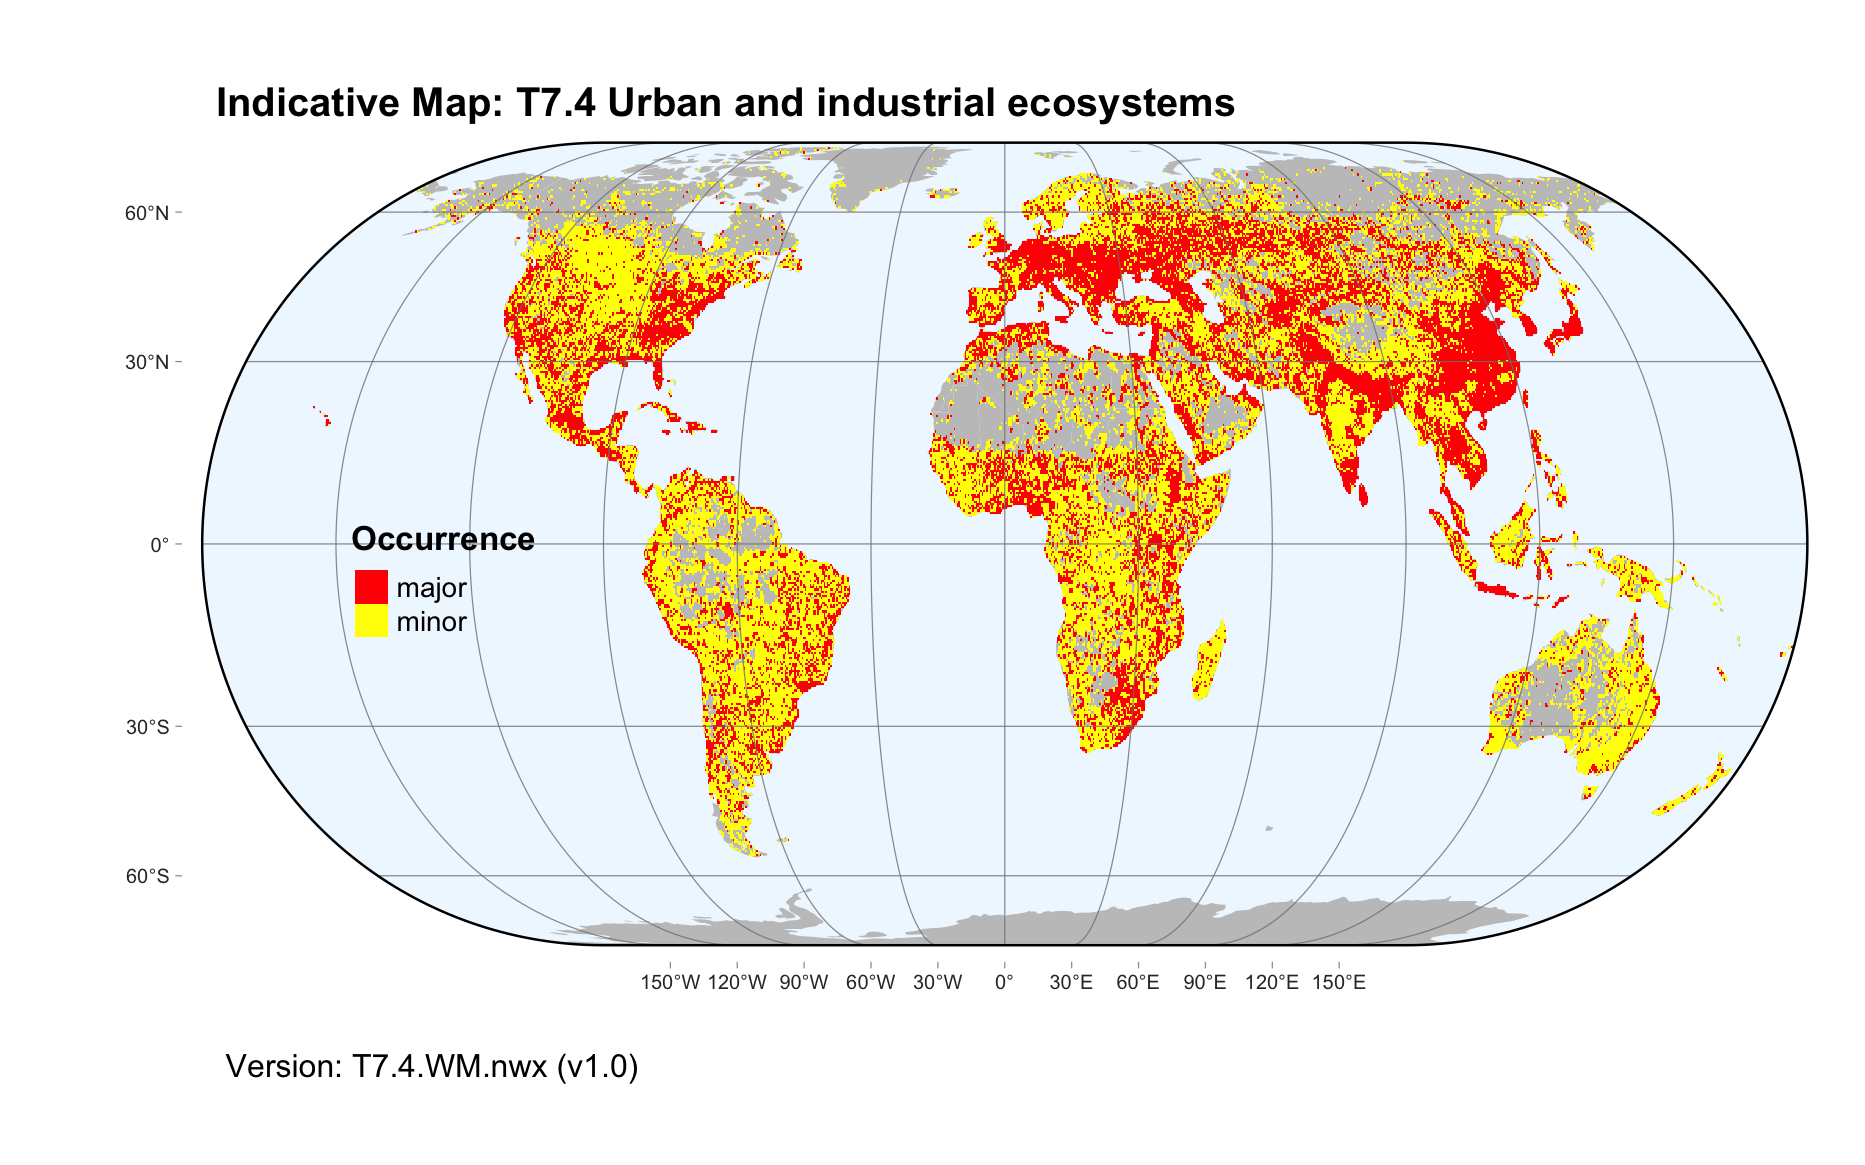 Indicative Map: T7.4 Urban and industrial ecosystems
60°N
30°N
0°
30°S
60°S
Occurrence
major
minor
150°W 120°W 90°W 60°W 30°W 0° 30°E 60°E 90°E 120°E 150°E
Version: T7.4.WM.nwx (v1.0)